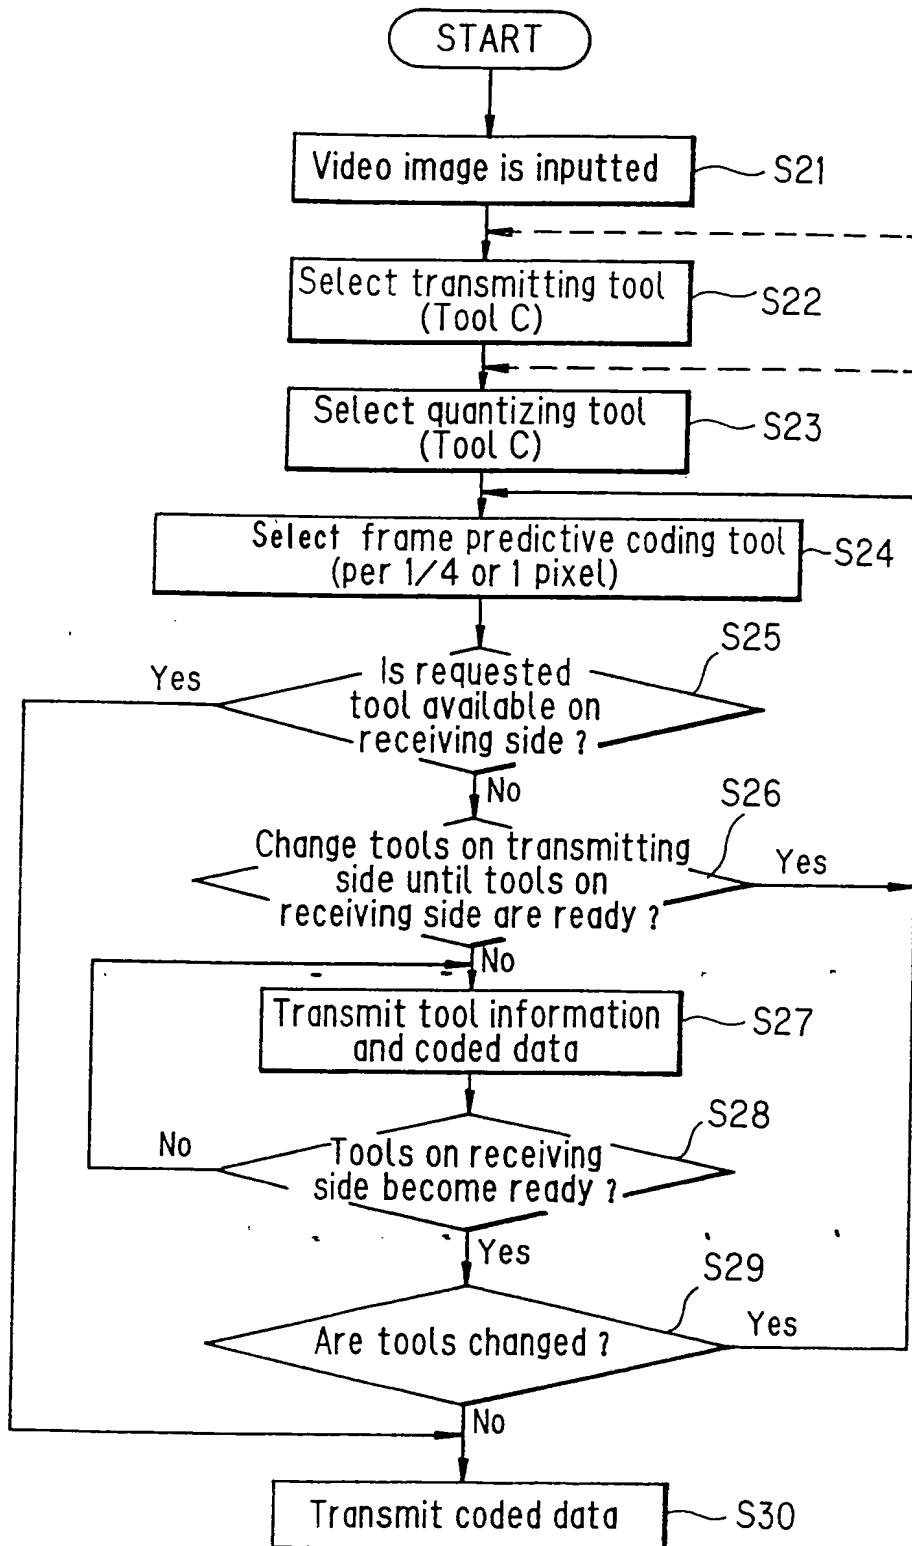 START
Video image is inputted
S21
Select transmitting tool
(Tool C)
S22
Select quantizing tool
(Tool C)
S23
Select frame predictive coding tool
(per 1/4 or 1 pixel)
S24
S25
Yes
Is requested
tool available on
receiving side ?
No
S26
Change tools on transmitting
side until tools on
receiving side are ready ?
Yes
No
Transmit tool information
and coded data
S27
S28
No
Tools on receiving
side become ready ?
Yes
S29
Are tools changed ?
Yes
No
Transmit coded data
S30